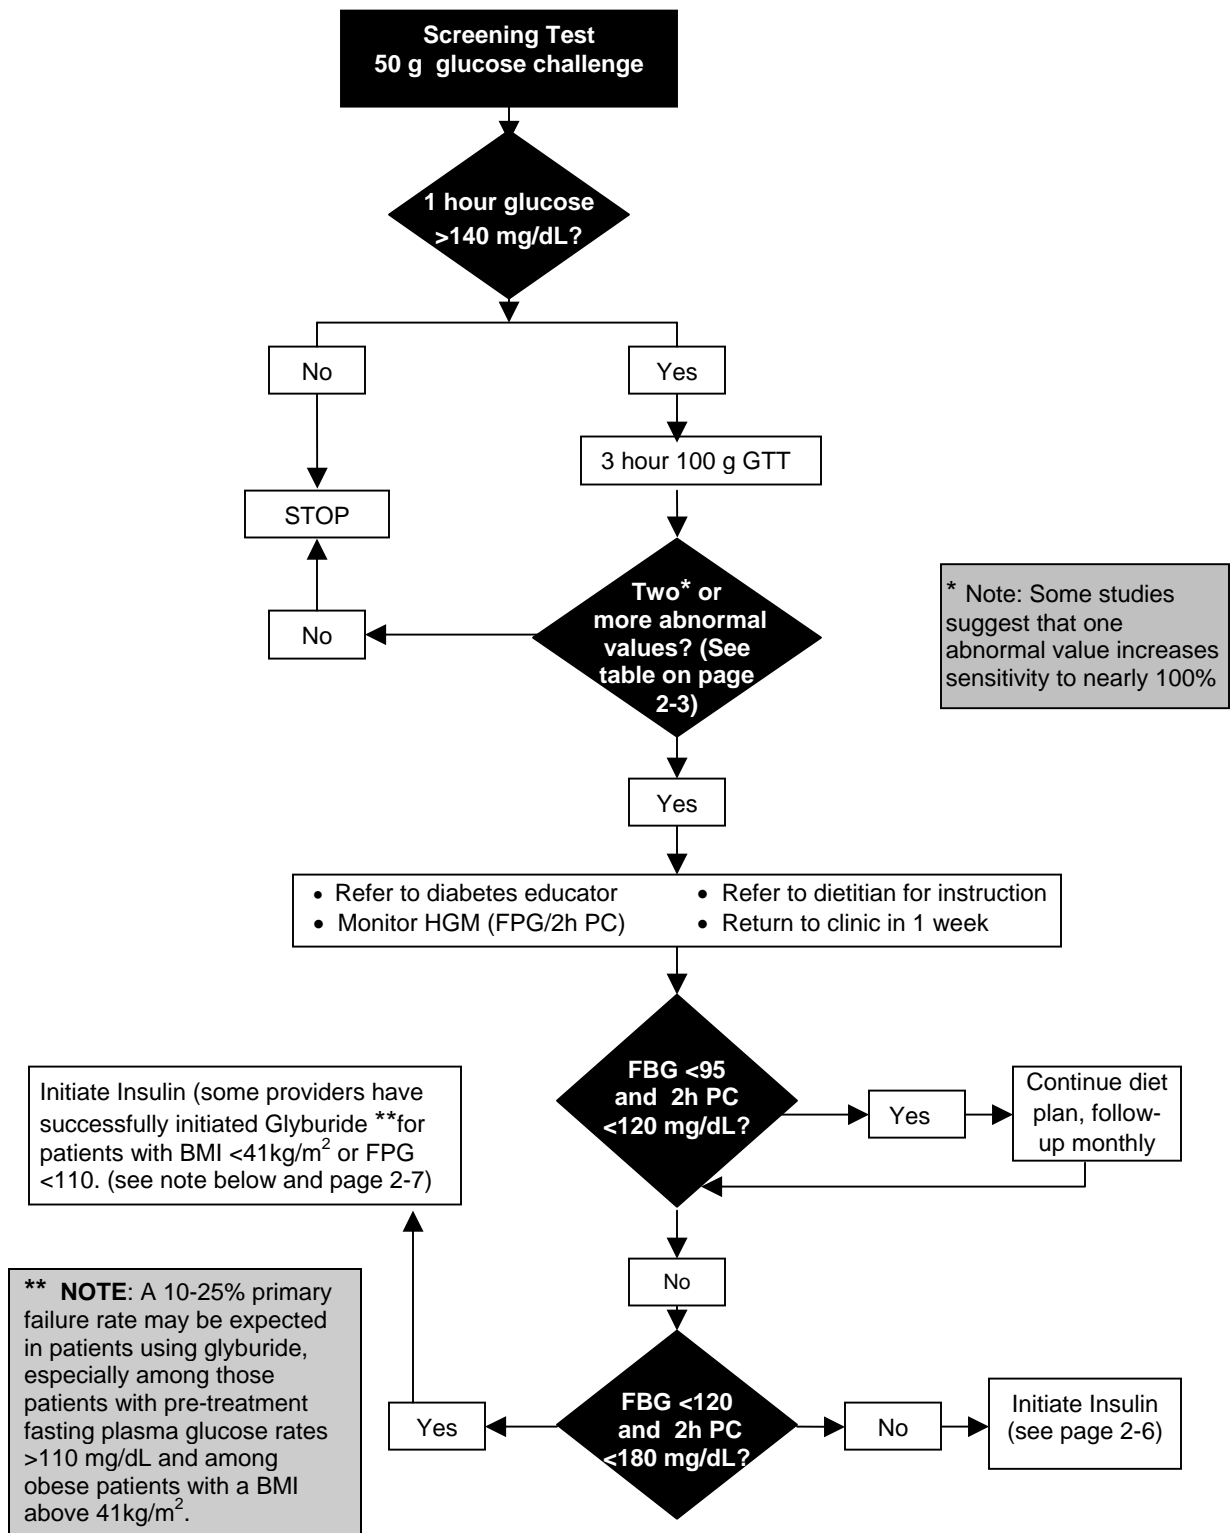 Screening Test
50 g glucose challenge
1 hour glucose
>140 mg/dL?
No
Yes
3 hour 100 g GTT
STOP
Two* or
more abnormal
values? (See
table on page
2-3)
No
* Note: Some studies
suggest that one
abnormal value increases
sensitivity to nearly 100%
Yes
• Refer to diabetes educator
• Monitor HGM (FPG/2h PC)
• Refer to dietitian for instruction
• Return to clinic in 1 week
FBG <95
and 2h PC
<120 mg/dL?
Yes
Continue diet
plan, follow-
up monthly
Initiate Insulin (some providers have
successfully initiated Glyburide **for
patients with BMI <41kg/m² or FPG
<110. (see note below and page 2-7)
No
** NOTE: A 10-25% primary
failure rate may be expected
in patients using glyburide,
especially among those
patients with pre-treatment
fasting plasma glucose rates
>110 mg/dL and among
obese patients with a BMI
above 41kg/m².
Yes
FBG <120
and 2h PC
<180 mg/dL?
No
Initiate Insulin
(see page 2-6)